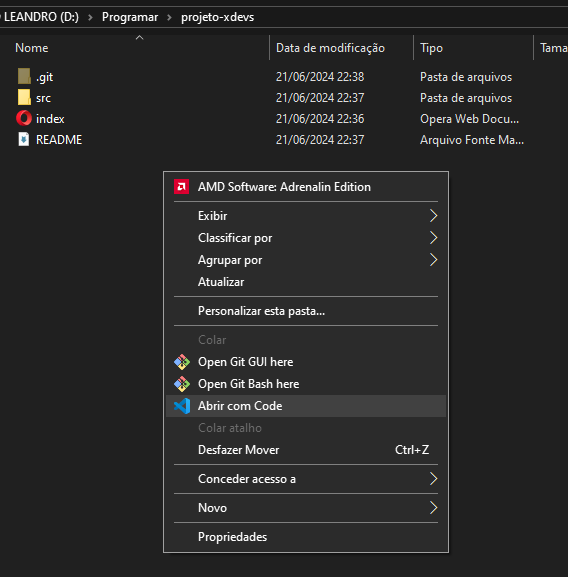 LEANDRO (D:) > Programar > projeto-xdevs
Nome Data de modificação Tipo Tama
.git 21/06/2024 22:38 Pasta de arquivos
src 21/06/2024 22:37 Pasta de arquivos
index 21/06/2024 22:36 Opera Web Docu...
README 21/06/2024 22:37 Arquivo Fonte Ma...
AMD Software: Adrenalin Edition
Exibir
Classificar por
Agrupar por
Atualizar
Personalizar esta pasta...
Colar
Open Git GUI here
Open Git Bash here
Abrir com Code
Colar atalho
Desfazer Mover Ctrl+Z
Conceder acesso a
Novo
Propriedades